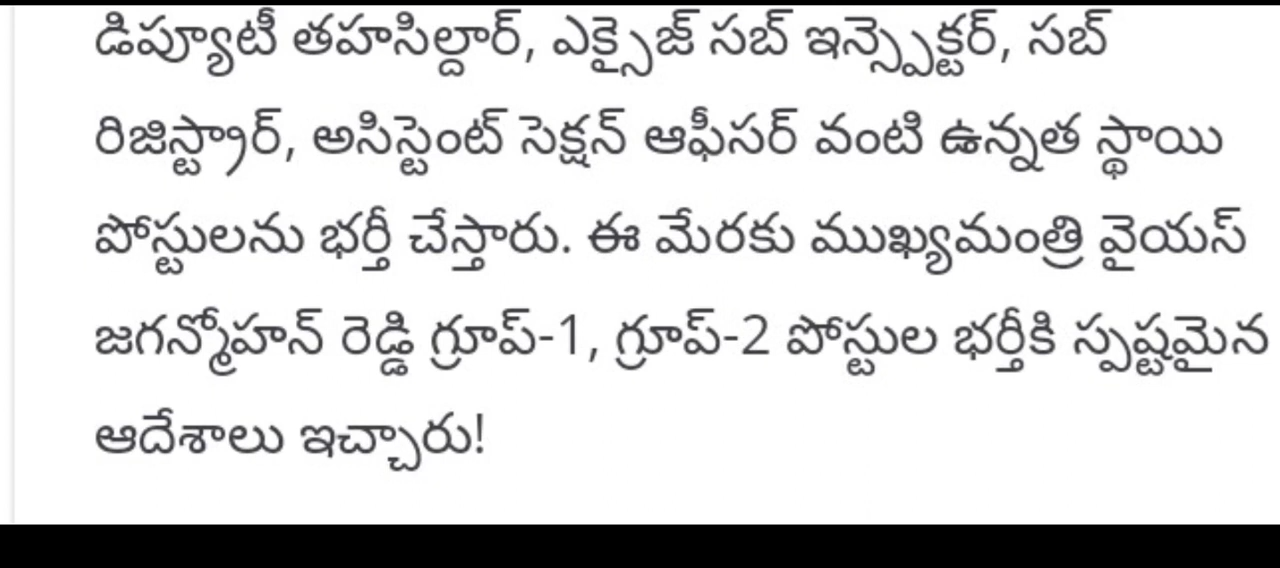 డిప్యూటీ తహసిల్దార్, ఎక్సైజ్ సబ్ ఇన్స్పెక్టర్, సబ్
రిజిస్ట్రార్, అసిస్టెంట్ సెక్షన్ ఆఫీసర్ వంటి ఉన్నత స్థాయి
పోస్టులను భర్తీ చేస్తారు. ఈ మేరకు ముఖ్యమంత్రి వైయస్
జగన్మోహన్ రెడ్డి గ్రూప్-1, గ్రూప్-2 పోస్టుల భర్తీకి స్పష్టమైన
ఆదేశాలు ఇచ్చారు!